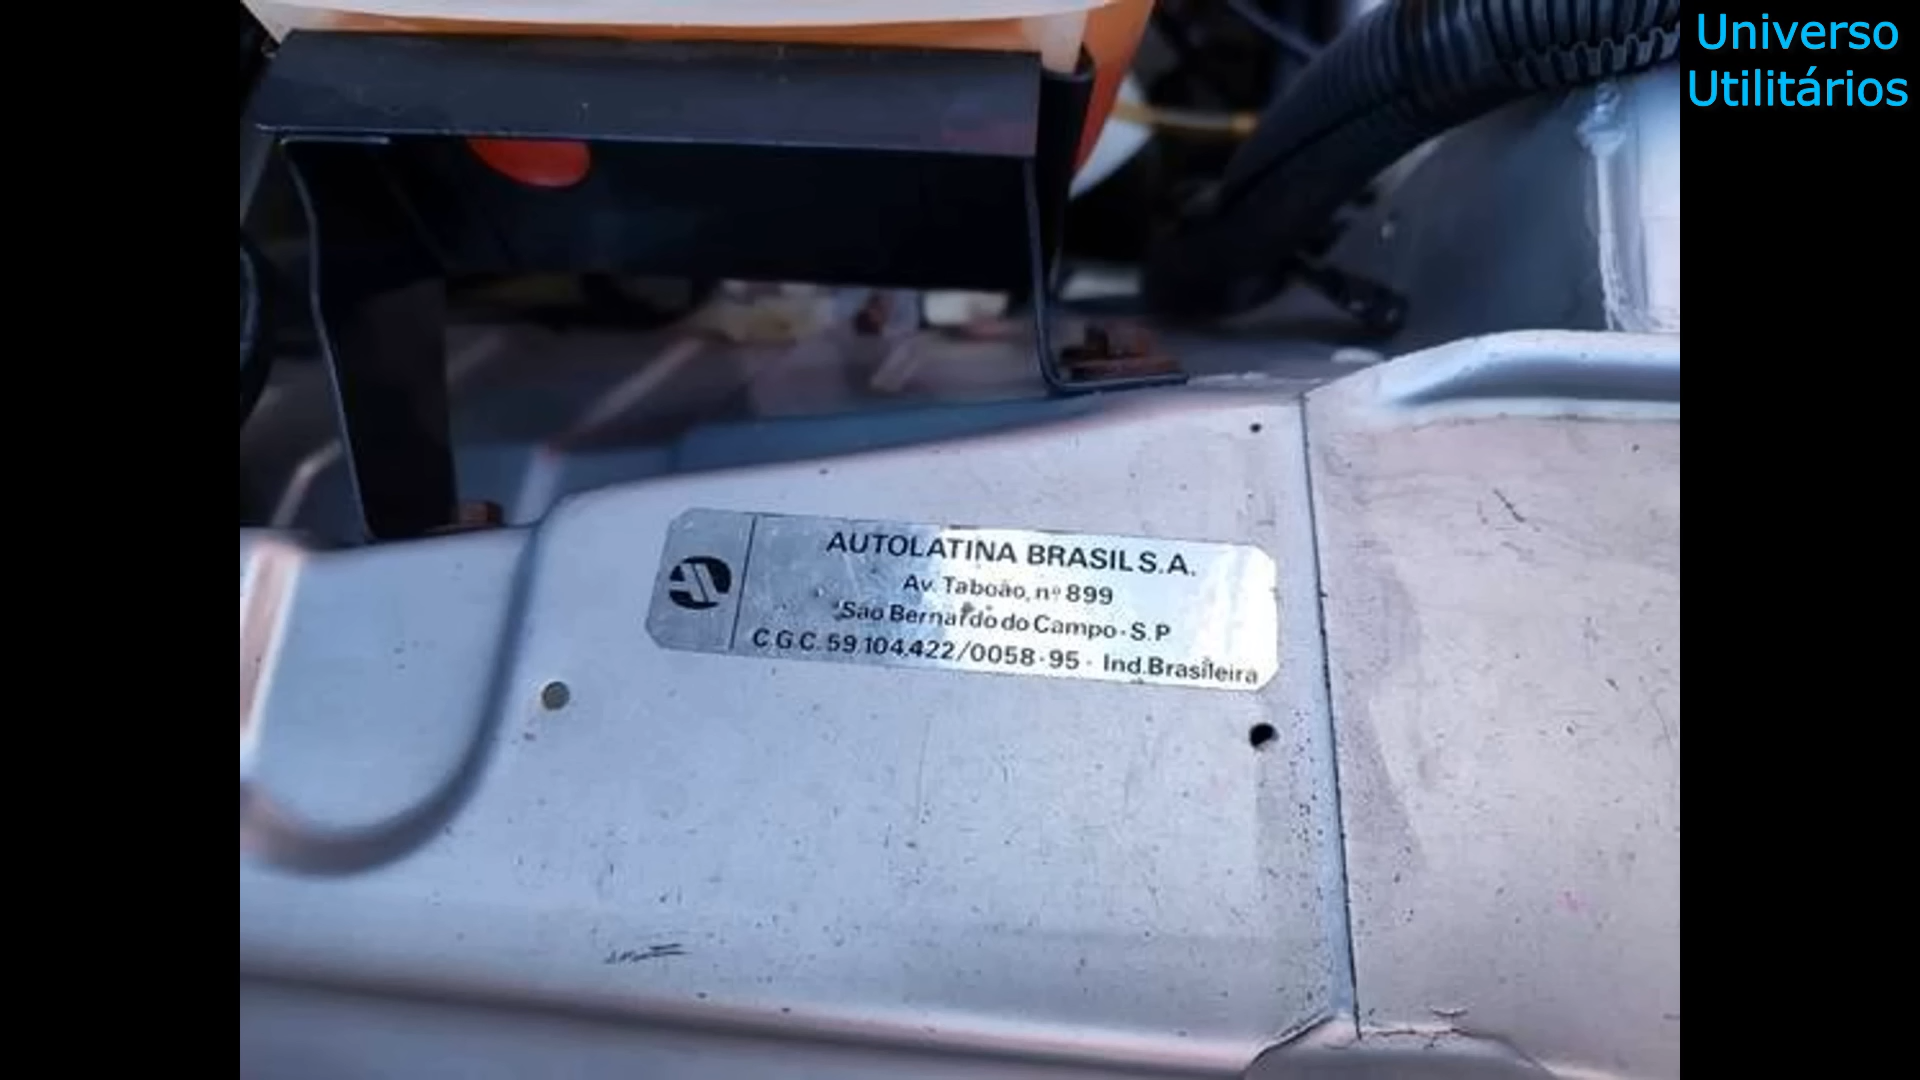 Universo
Utilitários
AUTOLATINA BRASIL S.A.
Av. Taboão, nº 899
São Bernardo do Campo - S.P
C.G.C. 59.104.422/0058-95 - Ind.Brasileira